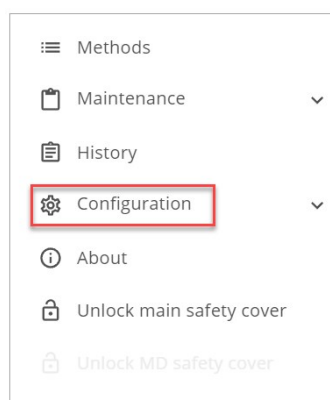 Methods
Maintenance
History
Configuration
About
Unlock main safety cover
Unlock MD safety cover